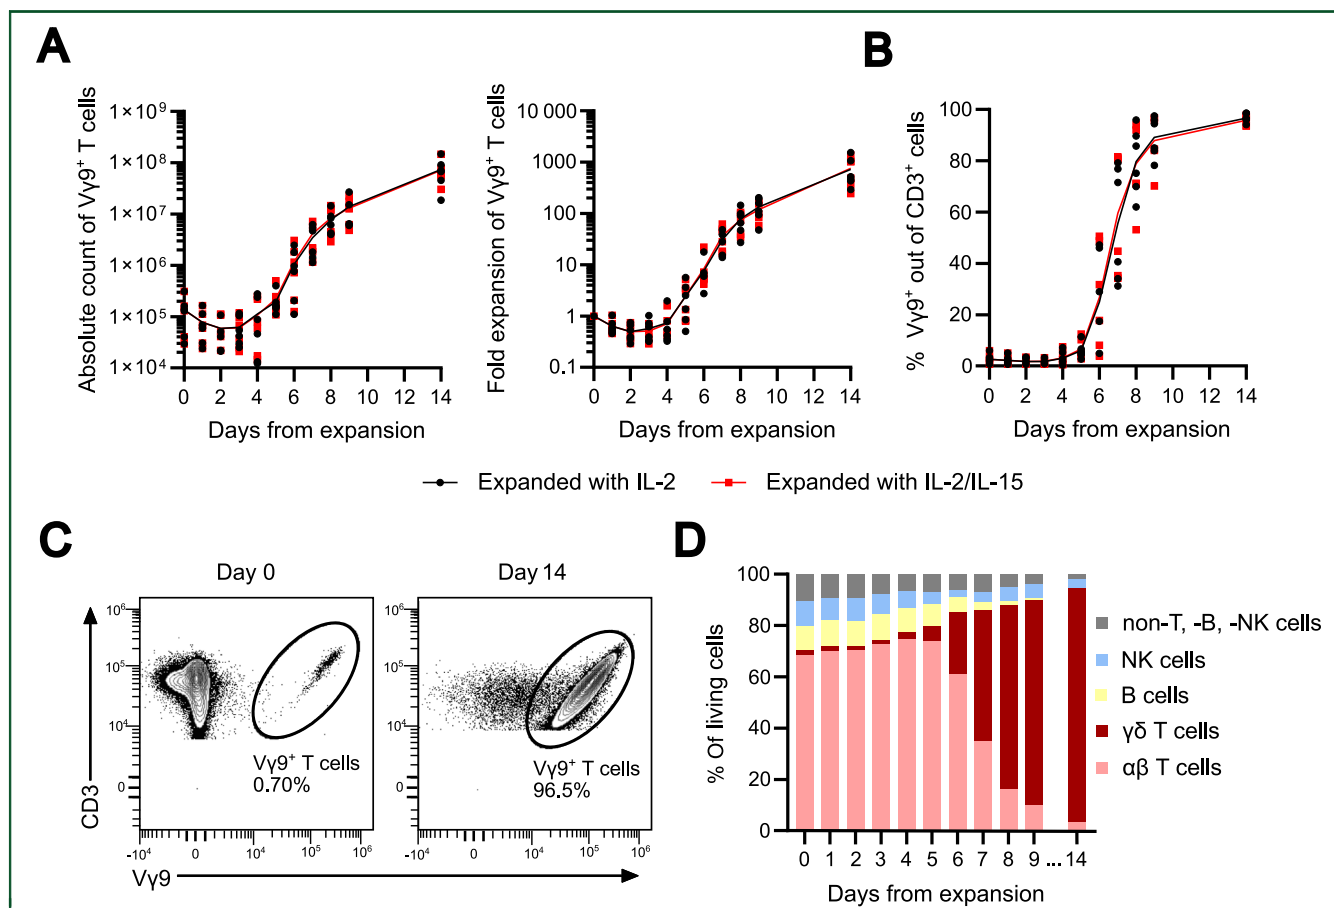 A
B
Absolute count of Vγ9⁺ T cells
1×10⁹
1×10⁸
1×10⁷
1×10⁶
1×10⁵
1×10⁴
0 2 4 6 8 10 12 14
Days from expansion
Fold expansion of Vγ9⁺ T cells
10 000
1000
100
10
1
0.1
0 2 4 6 8 10 12 14
Days from expansion
% Vγ9⁺ out of CD3⁺ cells
100
80
60
40
20
0
0 2 4 6 8 10 12 14
Days from expansion
Expanded with IL-2
Expanded with IL-2/IL-15
C
Day 0
Day 14
CD3
10⁶
10⁵
10⁴
0
-10⁴ 0 10⁴ 10⁵ 10⁶
Vγ9⁺ T cells
0.70%
10⁶
10⁵
10⁴
0
-10⁴ 0 10⁴ 10⁵ 10⁶
Vγ9⁺ T cells
96.5%
Vγ9
D
% Of living cells
100
80
60
40
20
0
0 1 2 3 4 5 6 7 8 9 ... 14
Days from expansion
non-T, -B, -NK cells
NK cells
B cells
γδ T cells
αβ T cells